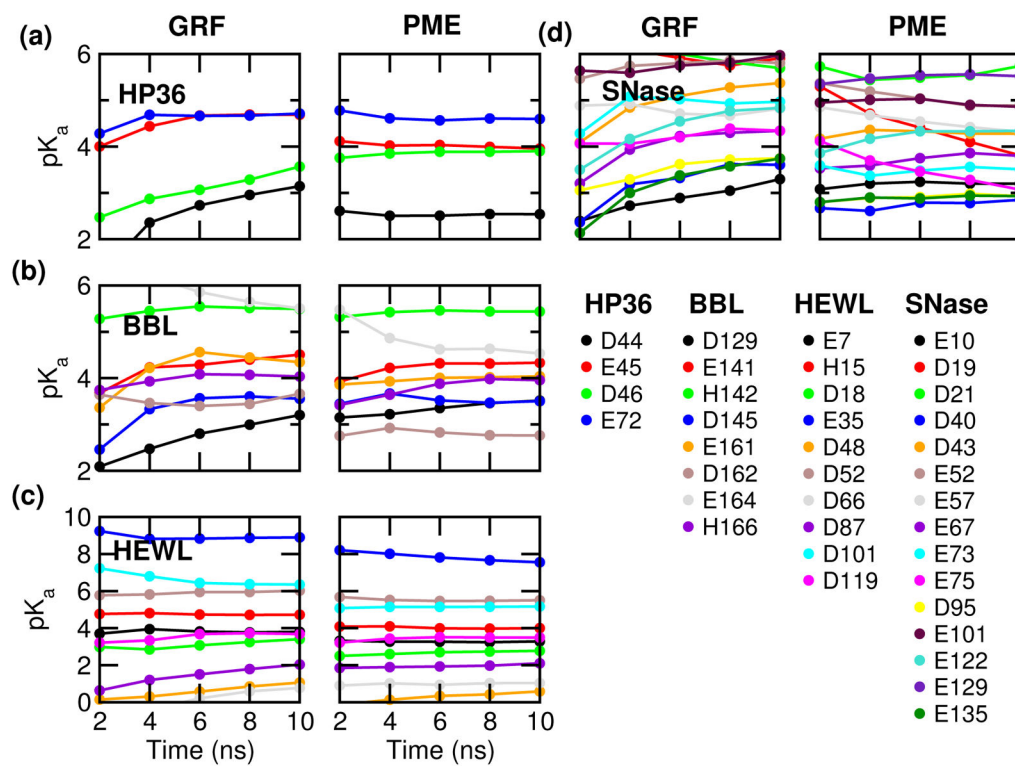 GRF PME
(a)
HP36
pKa
6
4
2
(d)
GRF PME
SNase
6
4
2
(b)
BBL
pKa
6
4
2
(c)
HEWL
pKa
10
8
6
4
2
0
2 4 6 8 10
2 4 6 8 10
Time (ns) Time (ns)
HP36
D44
E45
D46
E72
BBL
D129
E141
H142
D145
E161
D162
E164
H166
HEWL
E7
H15
D18
E35
D48
D52
D66
D87
D101
D119
SNase
E10
D19
D21
D40
D43
E52
E57
E67
E73
E75
D95
E101
E122
E129
E135